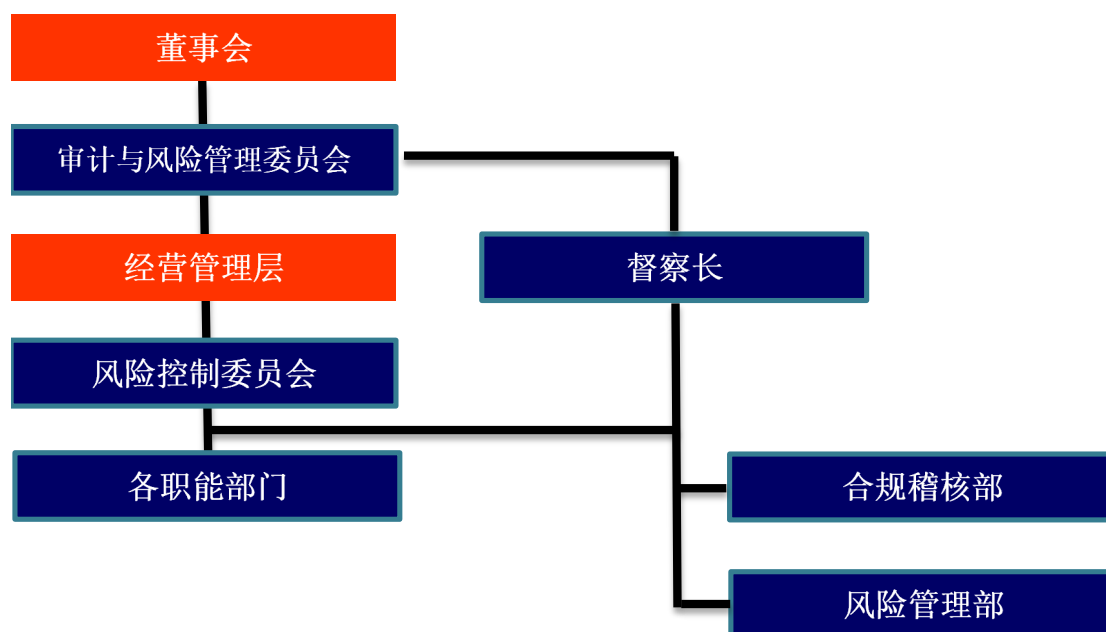 董事会
审计与风险管理委员会
经营管理层
督察长
风险控制委员会
各职能部门
合规稽核部
风险管理部